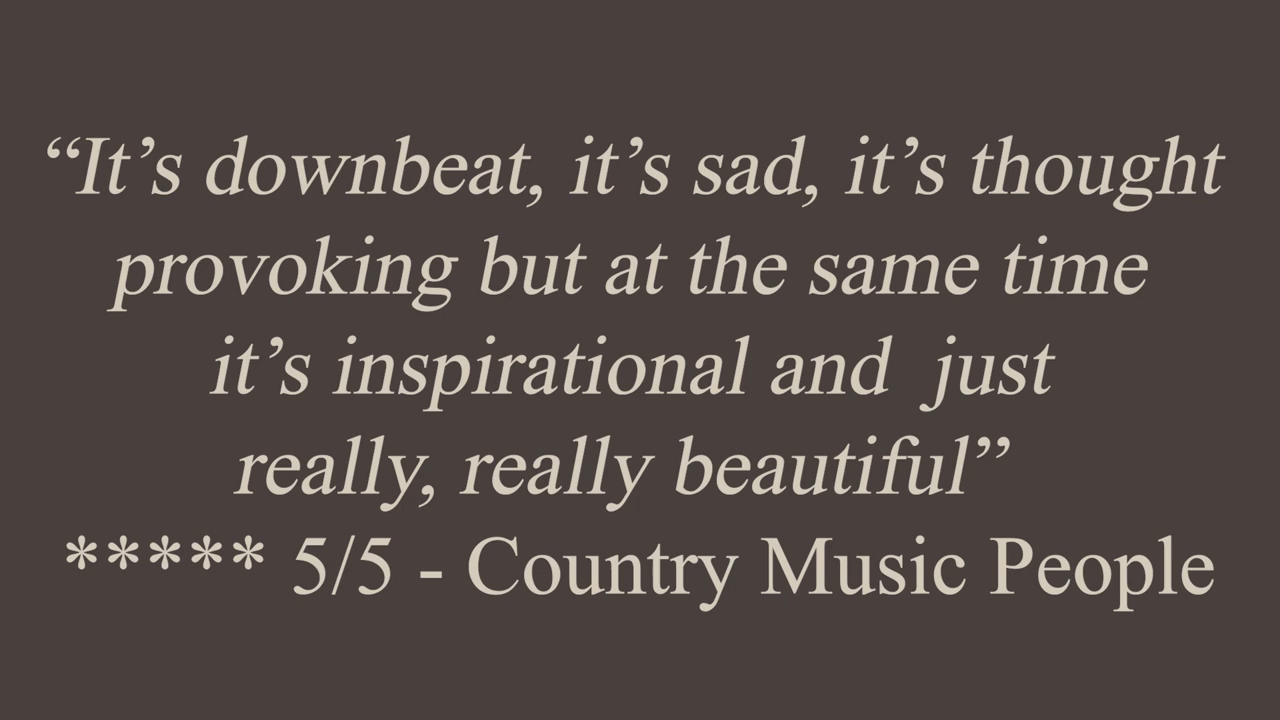 “It’s downbeat, it’s sad, it’s thought
provoking but at the same time
it’s inspirational and  just
really, really beautiful”
***** 5/5 - Country Music People